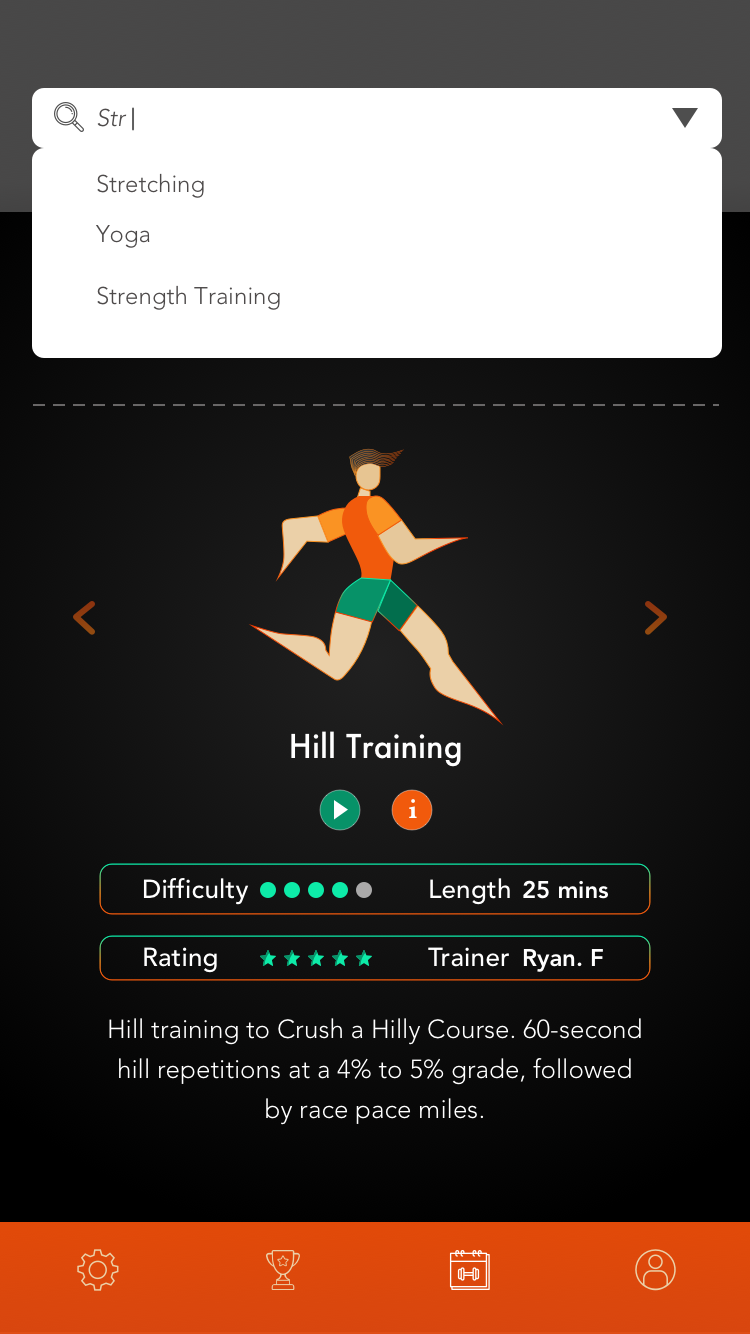 Str
Stretching
Yoga
Strength Training
Hill Training
i
Difficulty Length 25 mins
Rating Trainer Ryan. F
Hill training to Crush a Hilly Course. 60-second
hill repetitions at a 4% to 5% grade, followed
by race pace miles.